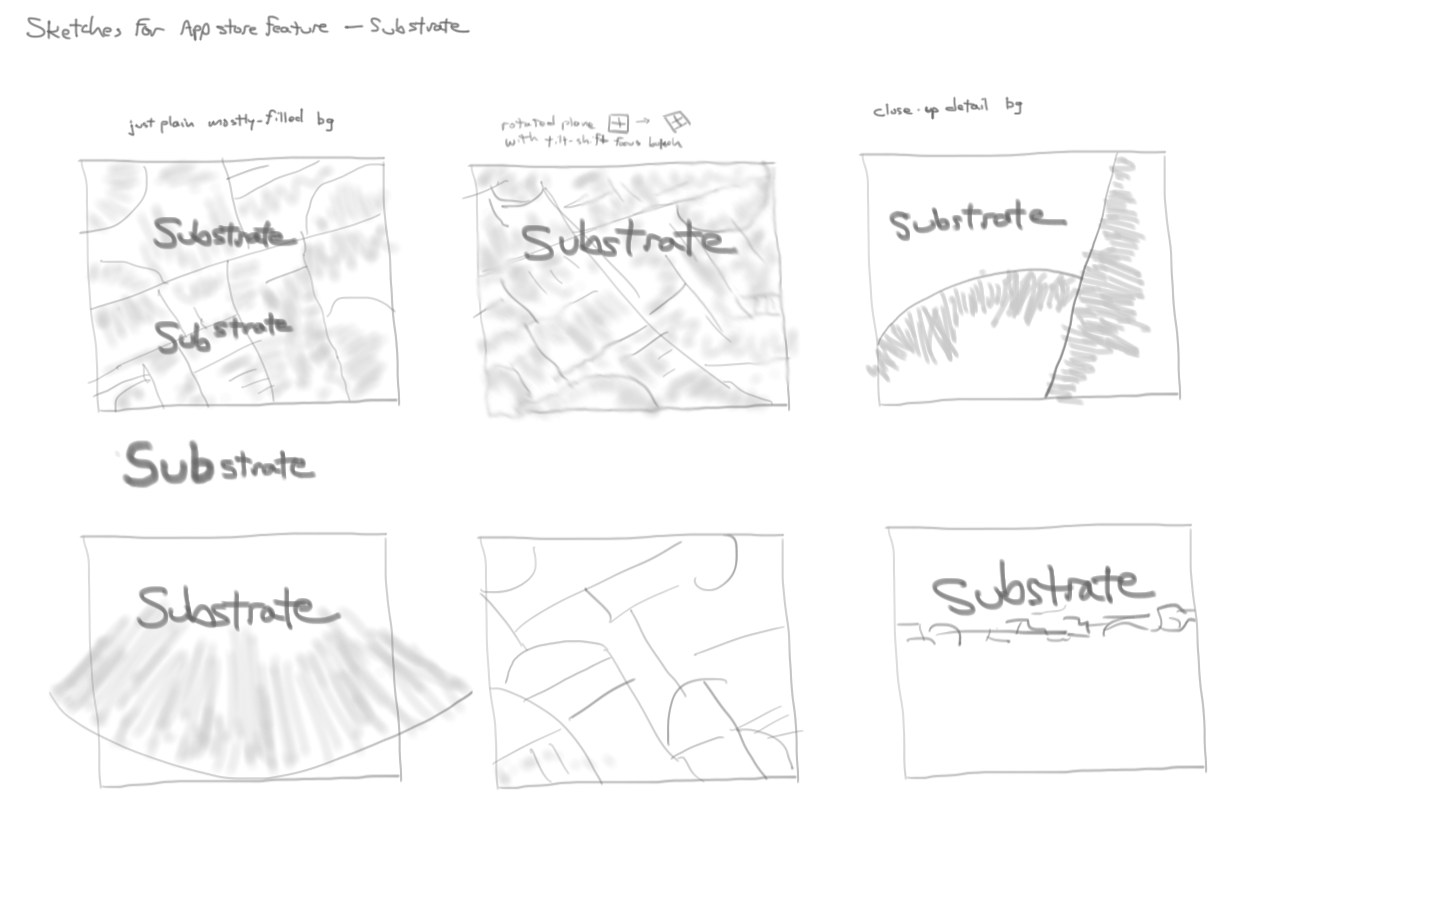 Sketches for App store feature — Substrate
just plain mostly-filled bg
rotated plane →
with tilt-shift focus
close-up detail bg
Substrate
Substrate
Substrate
Substrate
Substrate
Substrate
Substrate